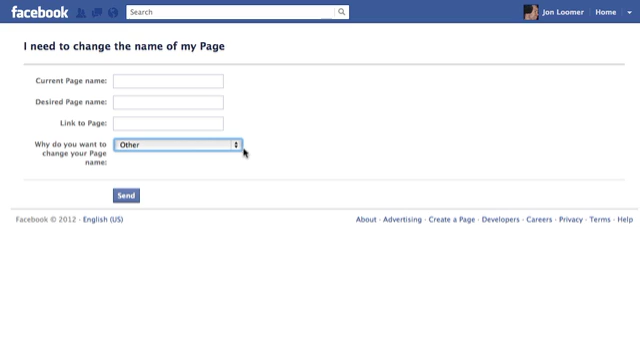 facebook Search Jon Loomer Home
I need to change the name of my Page
Current Page name:
Desired Page name:
Link to Page:
Why do you want to Other
change your Page
name:
Send
Facebook © 2012 · English (US) About · Advertising · Create a Page · Developers · Careers · Privacy · Terms · Help